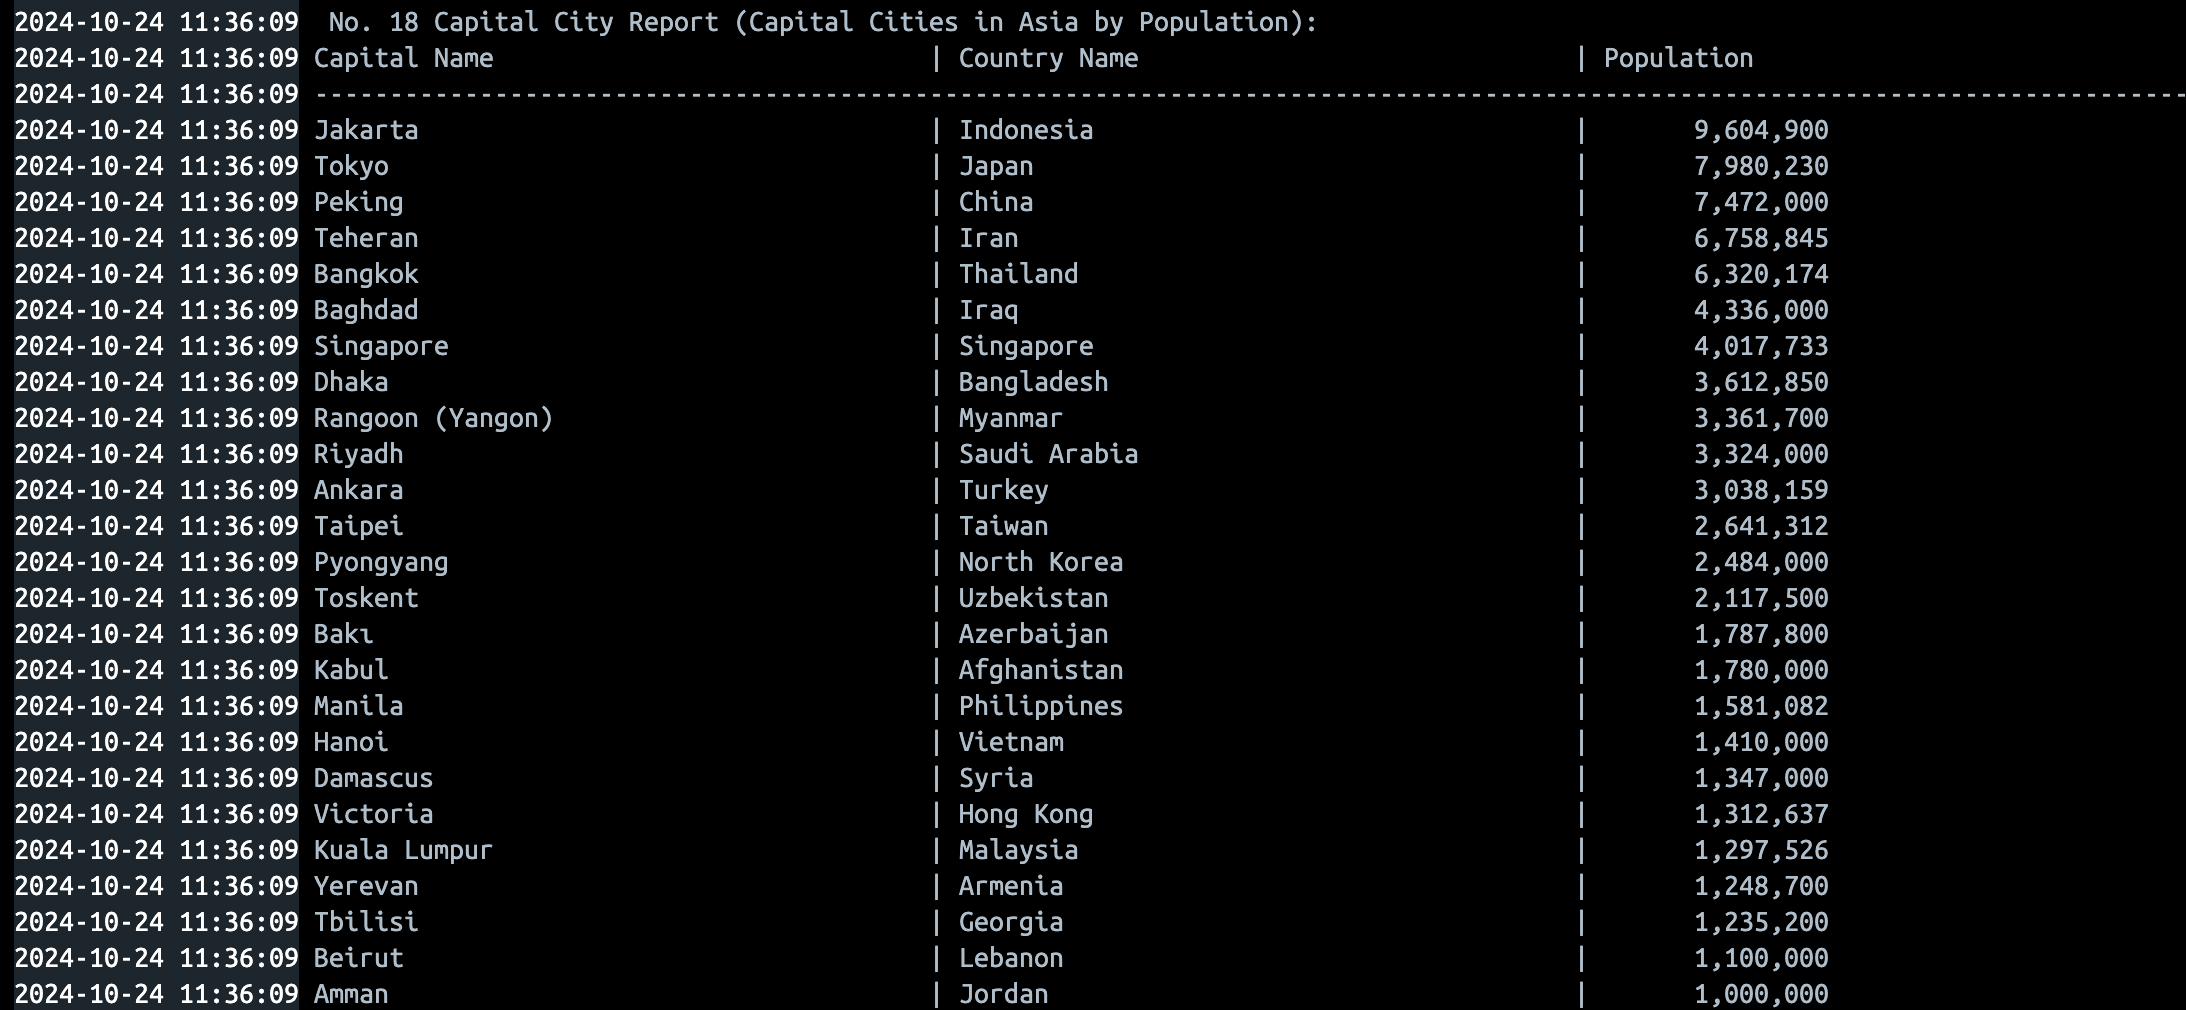 2024-10-24 11:36:09 No. 18 Capital City Report (Capital Cities in Asia by Population):
2024-10-24 11:36:09 Capital Name | Country Name | Population
2024-10-24 11:36:09 -----------------------------------------------------------------------------------------------------------------------------
2024-10-24 11:36:09 Jakarta | Indonesia | 9,604,900
2024-10-24 11:36:09 Tokyo | Japan | 7,980,230
2024-10-24 11:36:09 Peking | China | 7,472,000
2024-10-24 11:36:09 Teheran | Iran | 6,758,845
2024-10-24 11:36:09 Bangkok | Thailand | 6,320,174
2024-10-24 11:36:09 Baghdad | Iraq | 4,336,000
2024-10-24 11:36:09 Singapore | Singapore | 4,017,733
2024-10-24 11:36:09 Dhaka | Bangladesh | 3,612,850
2024-10-24 11:36:09 Rangoon (Yangon) | Myanmar | 3,361,700
2024-10-24 11:36:09 Riyadh | Saudi Arabia | 3,324,000
2024-10-24 11:36:09 Ankara | Turkey | 3,038,159
2024-10-24 11:36:09 Taipei | Taiwan | 2,641,312
2024-10-24 11:36:09 Pyongyang | North Korea | 2,484,000
2024-10-24 11:36:09 Toskent | Uzbekistan | 2,117,500
2024-10-24 11:36:09 Bakı | Azerbaijan | 1,787,800
2024-10-24 11:36:09 Kabul | Afghanistan | 1,780,000
2024-10-24 11:36:09 Manila | Philippines | 1,581,082
2024-10-24 11:36:09 Hanoi | Vietnam | 1,410,000
2024-10-24 11:36:09 Damascus | Syria | 1,347,000
2024-10-24 11:36:09 Victoria | Hong Kong | 1,312,637
2024-10-24 11:36:09 Kuala Lumpur | Malaysia | 1,297,526
2024-10-24 11:36:09 Yerevan | Armenia | 1,248,700
2024-10-24 11:36:09 Tbilisi | Georgia | 1,235,200
2024-10-24 11:36:09 Beirut | Lebanon | 1,100,000
2024-10-24 11:36:09 Amman | Jordan | 1,000,000